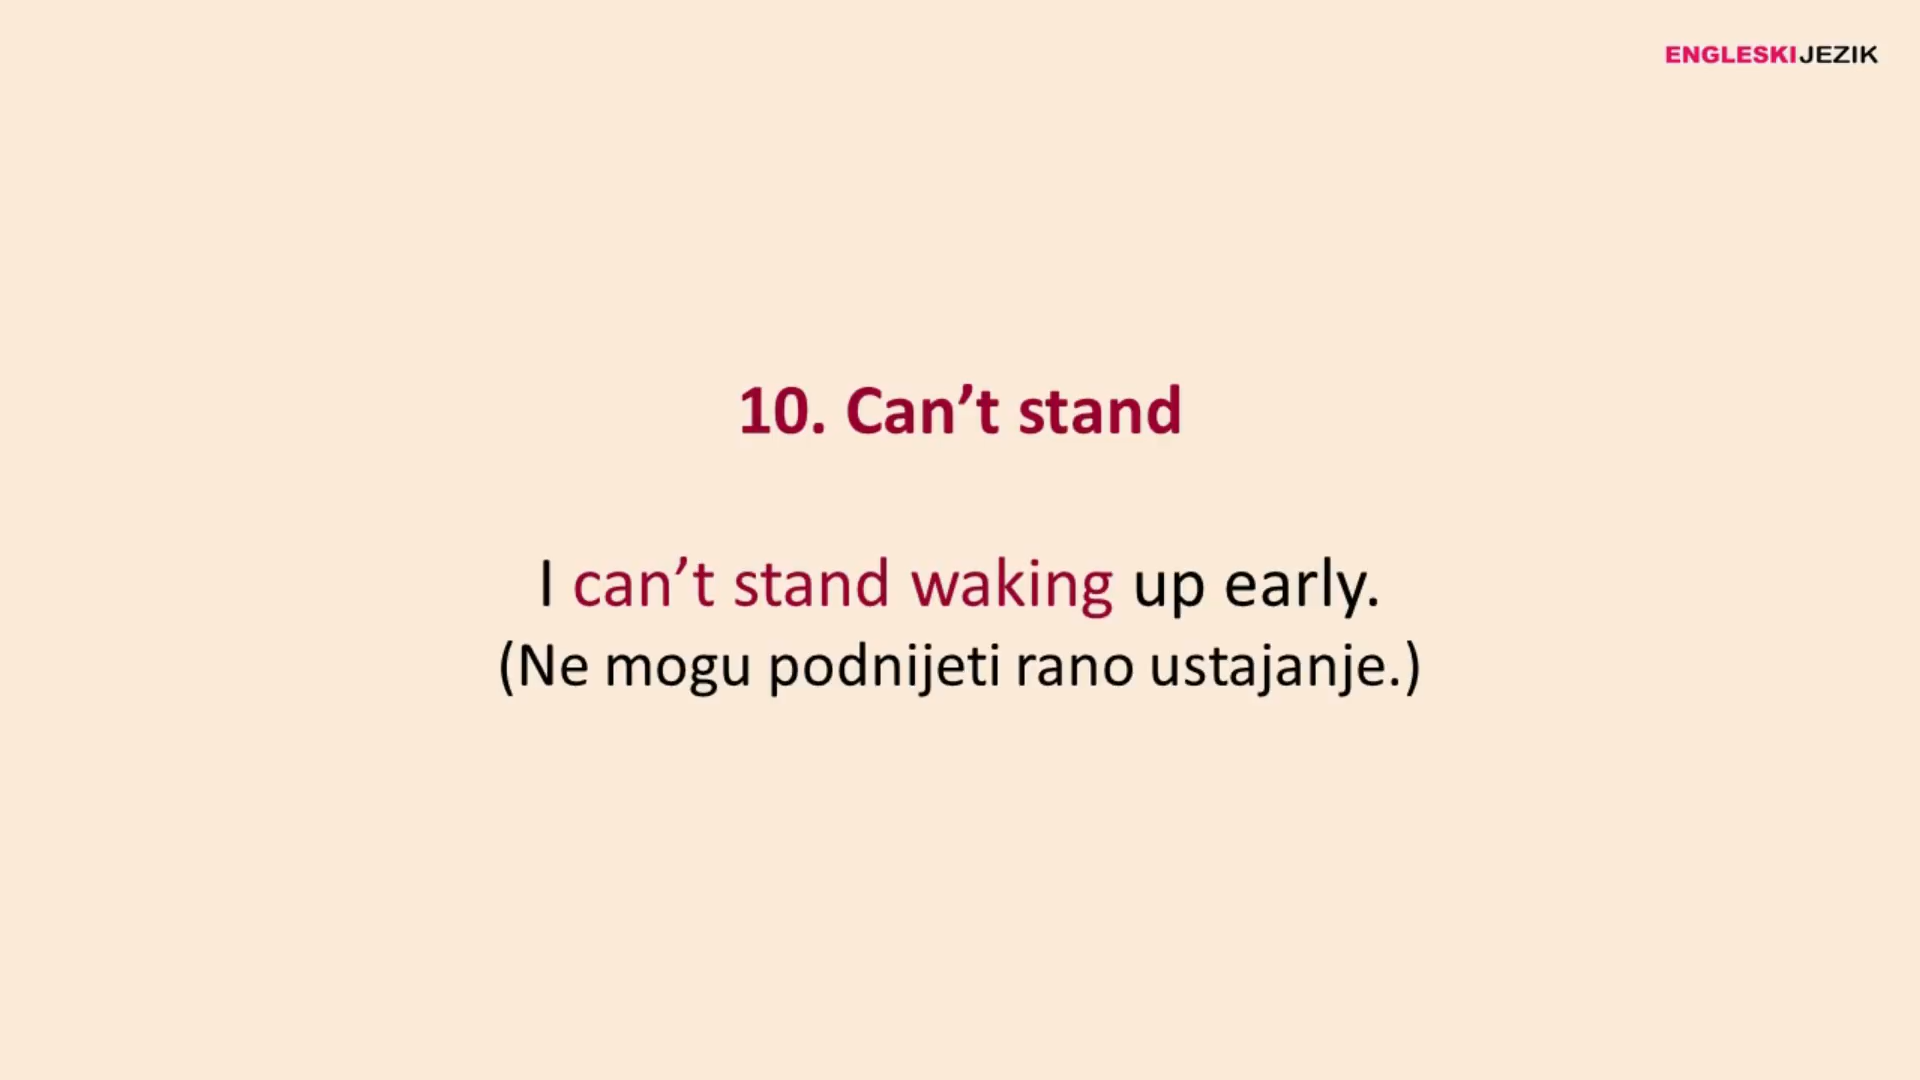 ENGLESKIJEZIK
10. Can’t stand
I can’t stand waking up early.
(Ne mogu podnijeti rano ustajanje.)